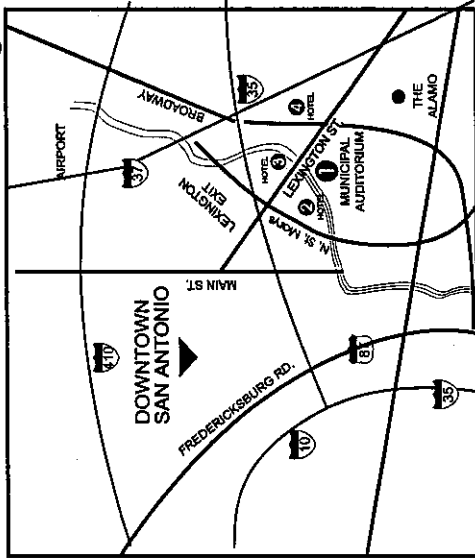 AIRPORT
37
BROADWAY
35
4
HOTEL
THE
ALAMO
LEXINGTON
EXIT
HOTEL
3
LEXINGTON ST.
1
MUNICIPAL
AUDITORIUM
2
HOTEL
N. St. Marys
MAIN ST.
410
DOWNTOWN
SAN ANTONIO
FREDERICKSBURG RD.
10
81
35